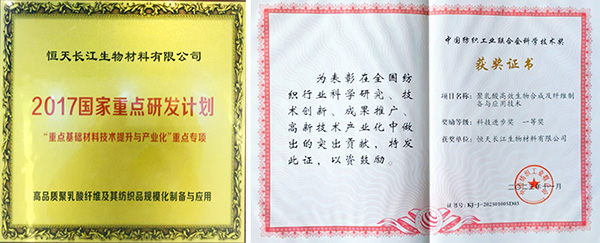 恒天长江生物材料有限公司
2017国家重点研发计划
“重点基础材料技术提升与产业化”重点专项
高品质聚乳酸纤维及其纺织品规模化制备与应用
为表彰在全国纺
织行业科学研究、技
术创新、成果推广、
高新技术产业化中做
出的突出贡献，特发
此证，以资鼓励。
中国纺织工业联合会科学技术奖
获奖证书
项目名称：聚乳酸高效生物合成及纤维制
备与应用技术
奖励等级：科技进步奖 一等奖
获奖单位：恒天长江生物材料有限公司
证书号：KJ-J-202301003D03